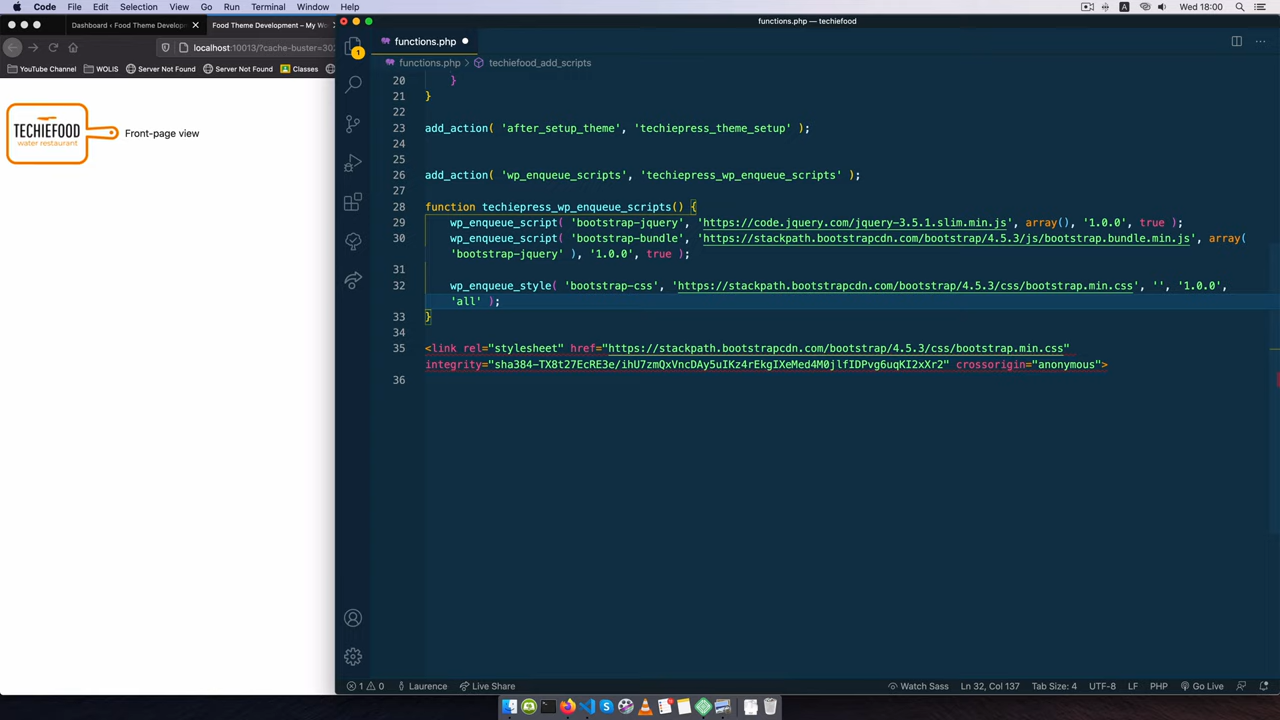 Code File Edit Selection View Go Run Terminal Window Help
A Wed 18:00
Dashboard ‹ Food Theme Develop
Food Theme Development – My Wo
functions.php — techiefood
localhost:10013/?cache-buster=30
YouTube Channel WOLIS Server Not Found Server Not Found Classes
functions.php
1
functions.php > techiefood_add_scripts
TECHIEFOOD
water restaurant
Front-page view
20 }
21 }
22
23 add_action( 'after_setup_theme', 'techiepress_theme_setup' );
24
25
26 add_action( 'wp_enqueue_scripts', 'techiepress_wp_enqueue_scripts' );
27
28 function techiepress_wp_enqueue_scripts() {
29 wp_enqueue_script( 'bootstrap-jquery', 'https://code.jquery.com/jquery-3.5.1.slim.min.js', array(), '1.0.0', true );
30 wp_enqueue_script( 'bootstrap-bundle', 'https://stackpath.bootstrapcdn.com/bootstrap/4.5.3/js/bootstrap.bundle.min.js', array(
'bootstrap-jquery' ), '1.0.0', true );
31
32 wp_enqueue_style( 'bootstrap-css', 'https://stackpath.bootstrapcdn.com/bootstrap/4.5.3/css/bootstrap.min.css', '', '1.0.0',
'all' );
33 }
34
35 <link rel="stylesheet" href="https://stackpath.bootstrapcdn.com/bootstrap/4.5.3/css/bootstrap.min.css"
integrity="sha384-TX8t27EcRE3e/ihU7zmQxVncDAy5uIKz4rEkgIXeMed4M0jlfIDPvg6uqKI2xXr2" crossorigin="anonymous">
36
1 0 Laurence Live Share
Watch Sass Ln 32, Col 137 Tab Size: 4 UTF-8 LF PHP Go Live